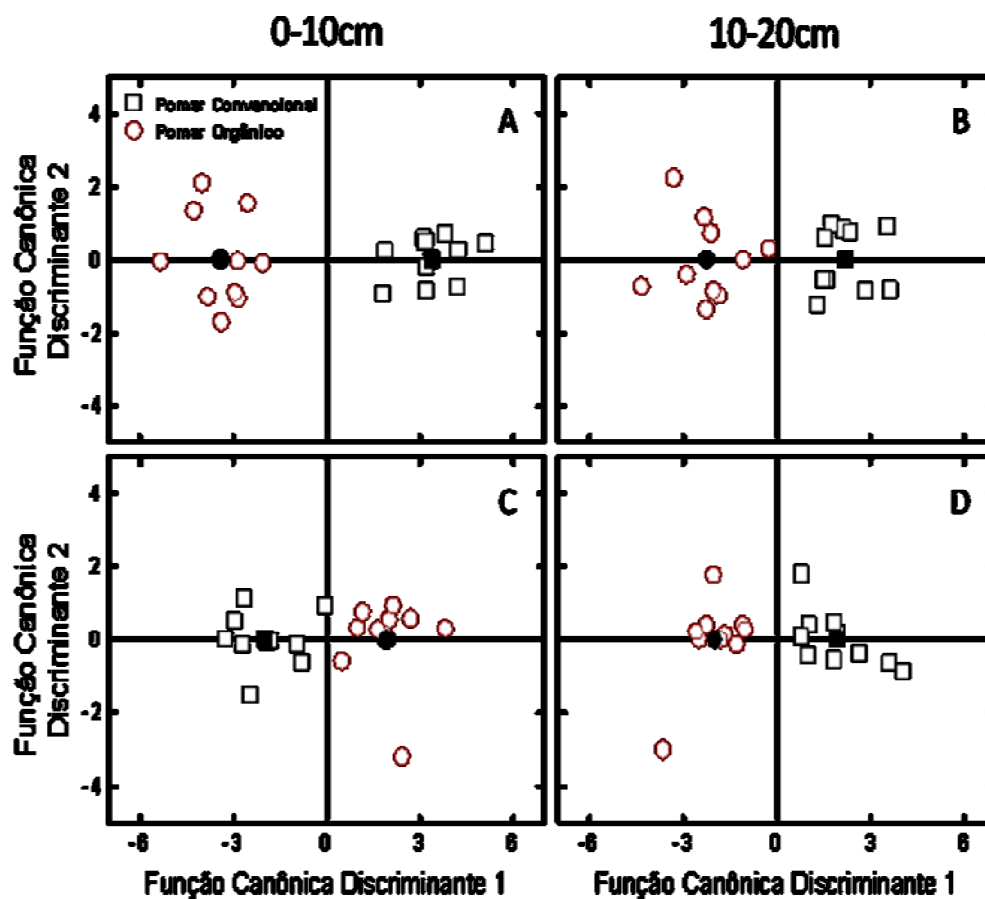 0-10cm
10-20cm
Pomar Convencional
Pomar Orgânico
A
B
Função Canônica
Discriminante 2
4
2
0
-2
-4
C
D
Função Canônica
Discriminante 2
4
2
0
-2
-4
-6 -3 0 3 6
-6 -3 0 3 6
Função Canônica Discriminante 1
Função Canônica Discriminante 1